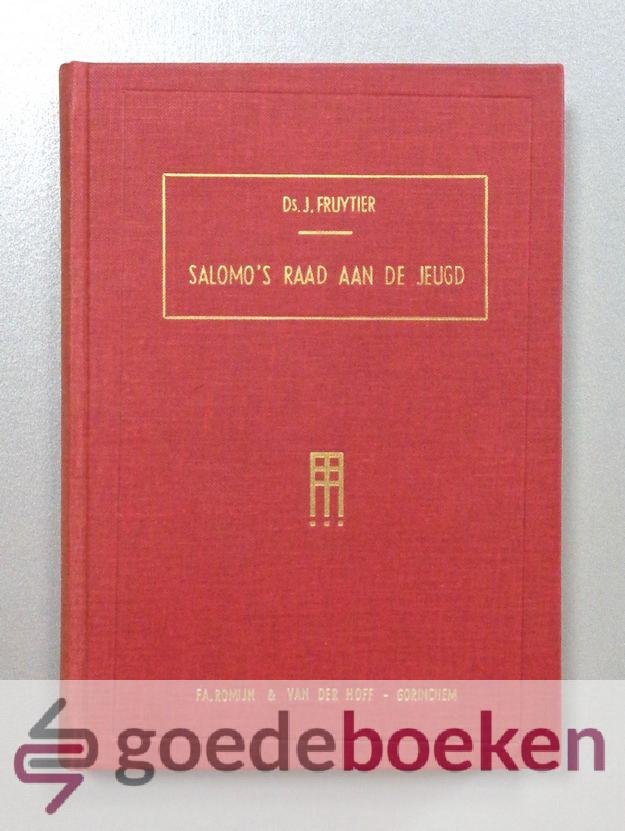 Ds. J. FRUYTIER
SALOMO'S RAAD AAN DE JEUGD
FA. ROMIJN & VAN DER HOFF - GORINCHEM
goedeboeken